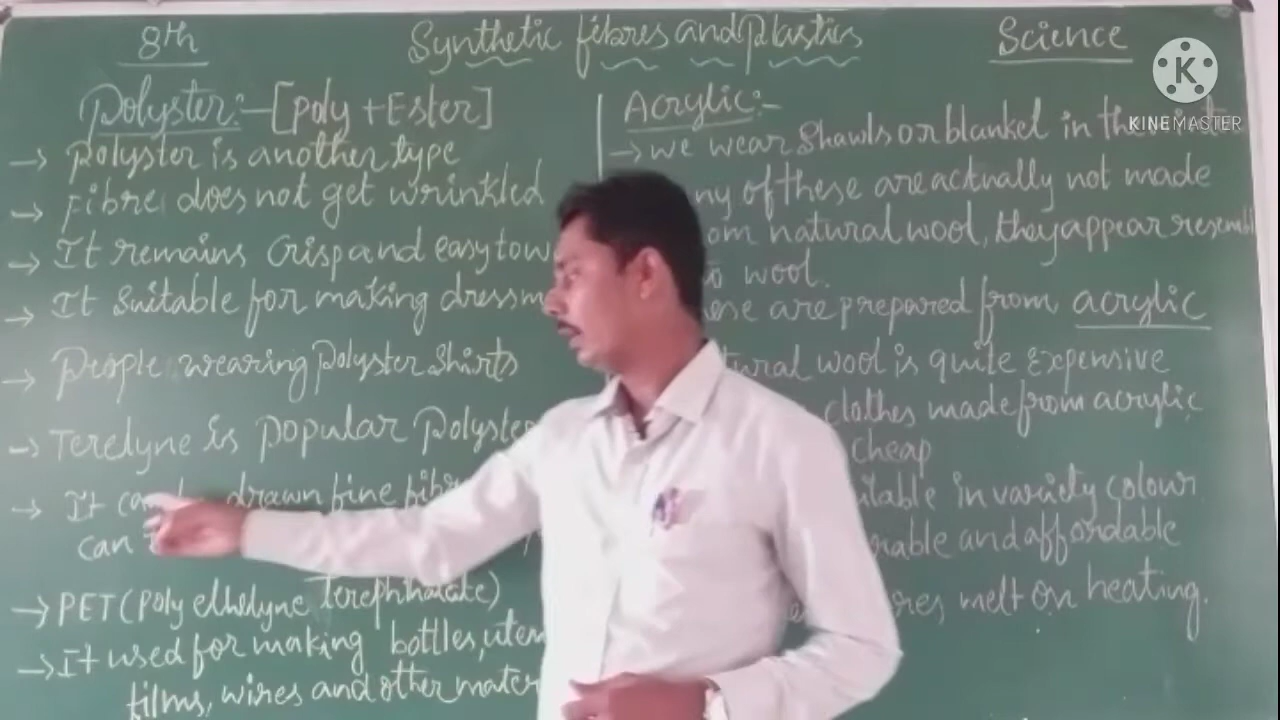 8th
Synthetic fibres and plastics
Science
K
KINEMASTER
Polyster:- [poly + Ester]
→ polyster is another type
→ fibre does not get wrinkled
→ It remains crisp and easy to w
→ It suitable for making dressm
→ People wearing polyster shirts
→ Terelyne is popular polyster
→ It can drawn fine fibr
can
→ PET (poly ethelyne terephthalate)
→ It used for making bottles, uten
films, wires and other mater
Acrylic:-
→ we wear shawls or blanket in the
ny of these are actually not made
om natural wool, they appear resembl
to wool.
ese are prepared from acrylic
tural wool is quite Expensive
clothes made from acrylic
cheap
ilable in variety colour
rable and affordable
res melt on heating.